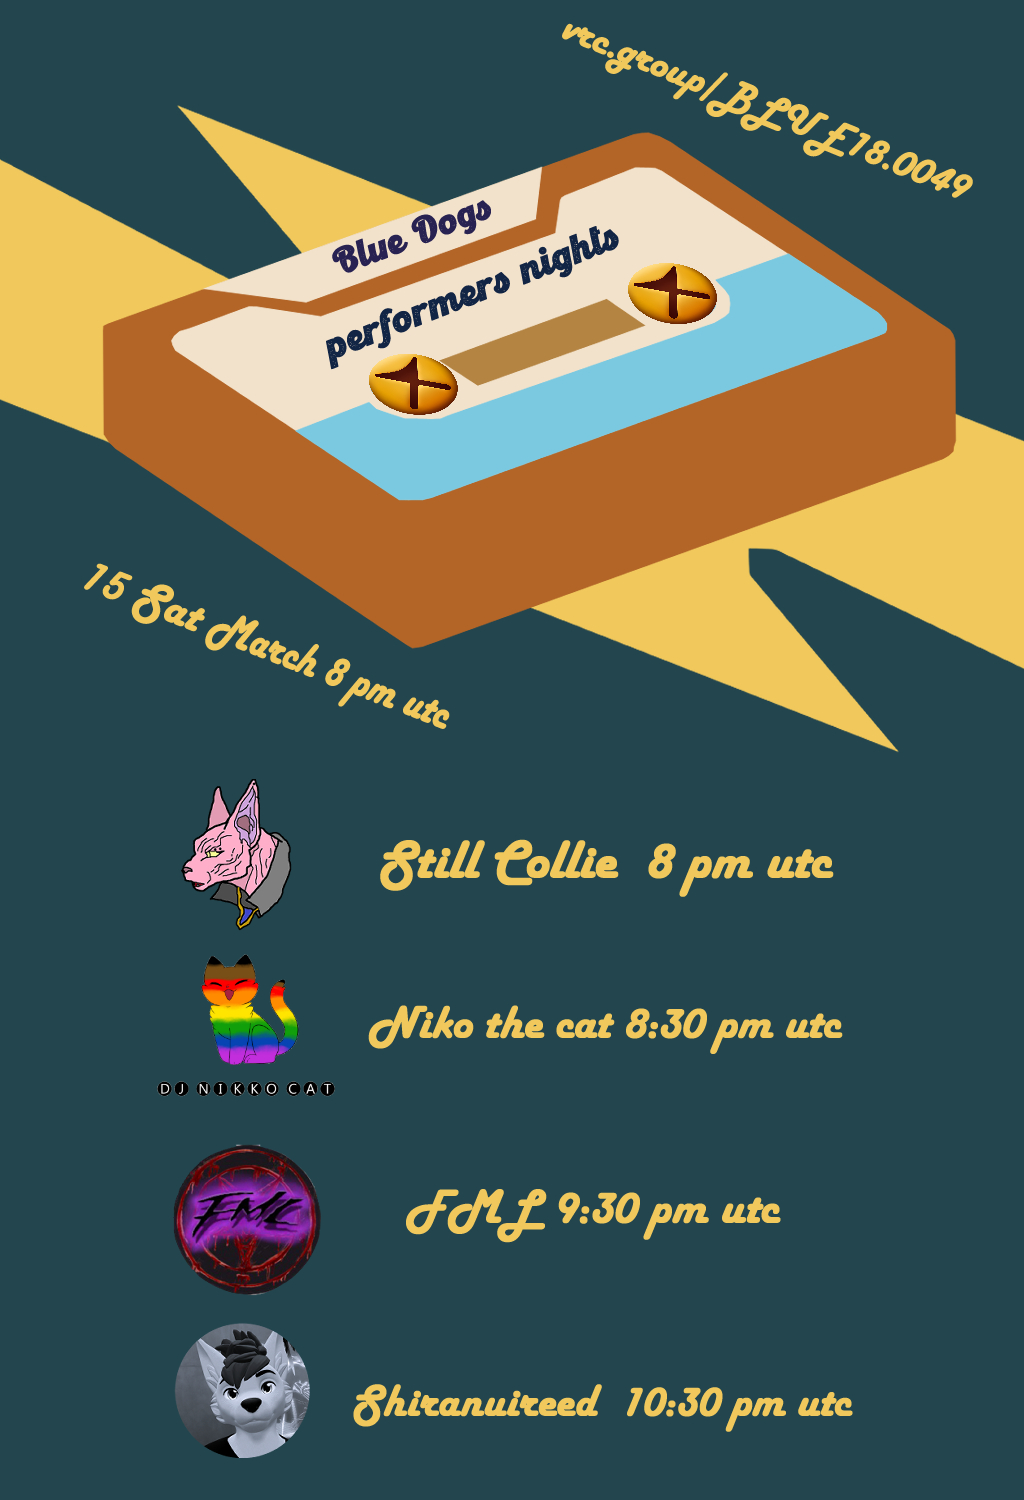 vrc.group/BLUE18.0049
Blue Dogs
performers nights
15 Sat March 8 pm utc
Still Collie 8 pm utc
Niko the cat 8:30 pm utc
DJ NIKKO CAT
FML
FML 9:30 pm utc
Shiranuireed 10:30 pm utc